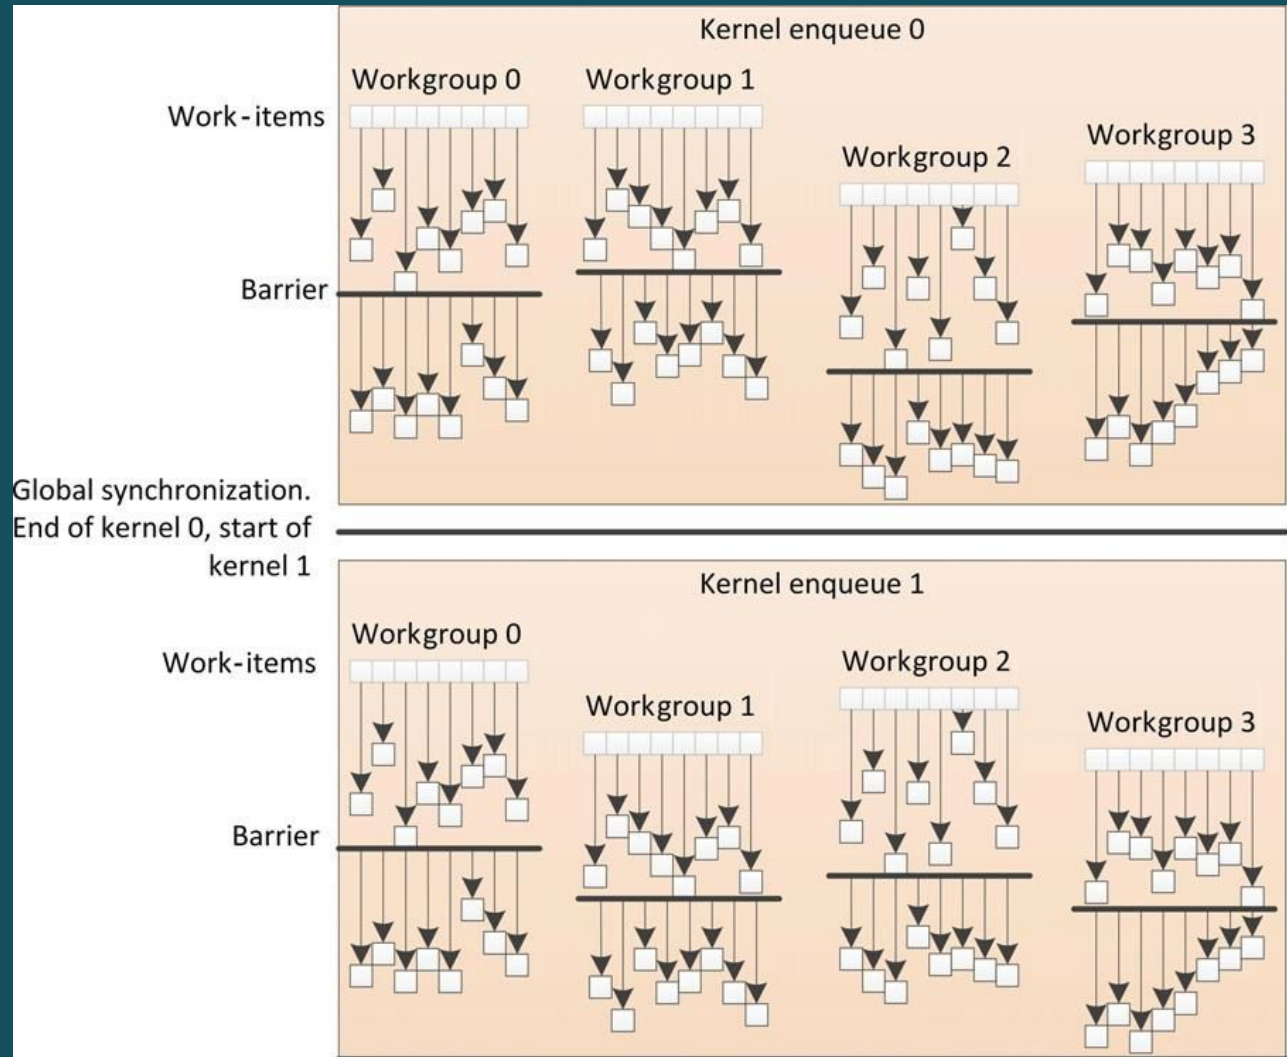 Kernel enqueue 0
Workgroup 0
Workgroup 1
Work-items
Workgroup 3
Workgroup 2
Barrier
Global synchronization.
End of kernel 0, start of
kernel 1
Kernel enqueue 1
Workgroup 0
Work-items
Workgroup 2
Workgroup 1
Workgroup 3
Barrier